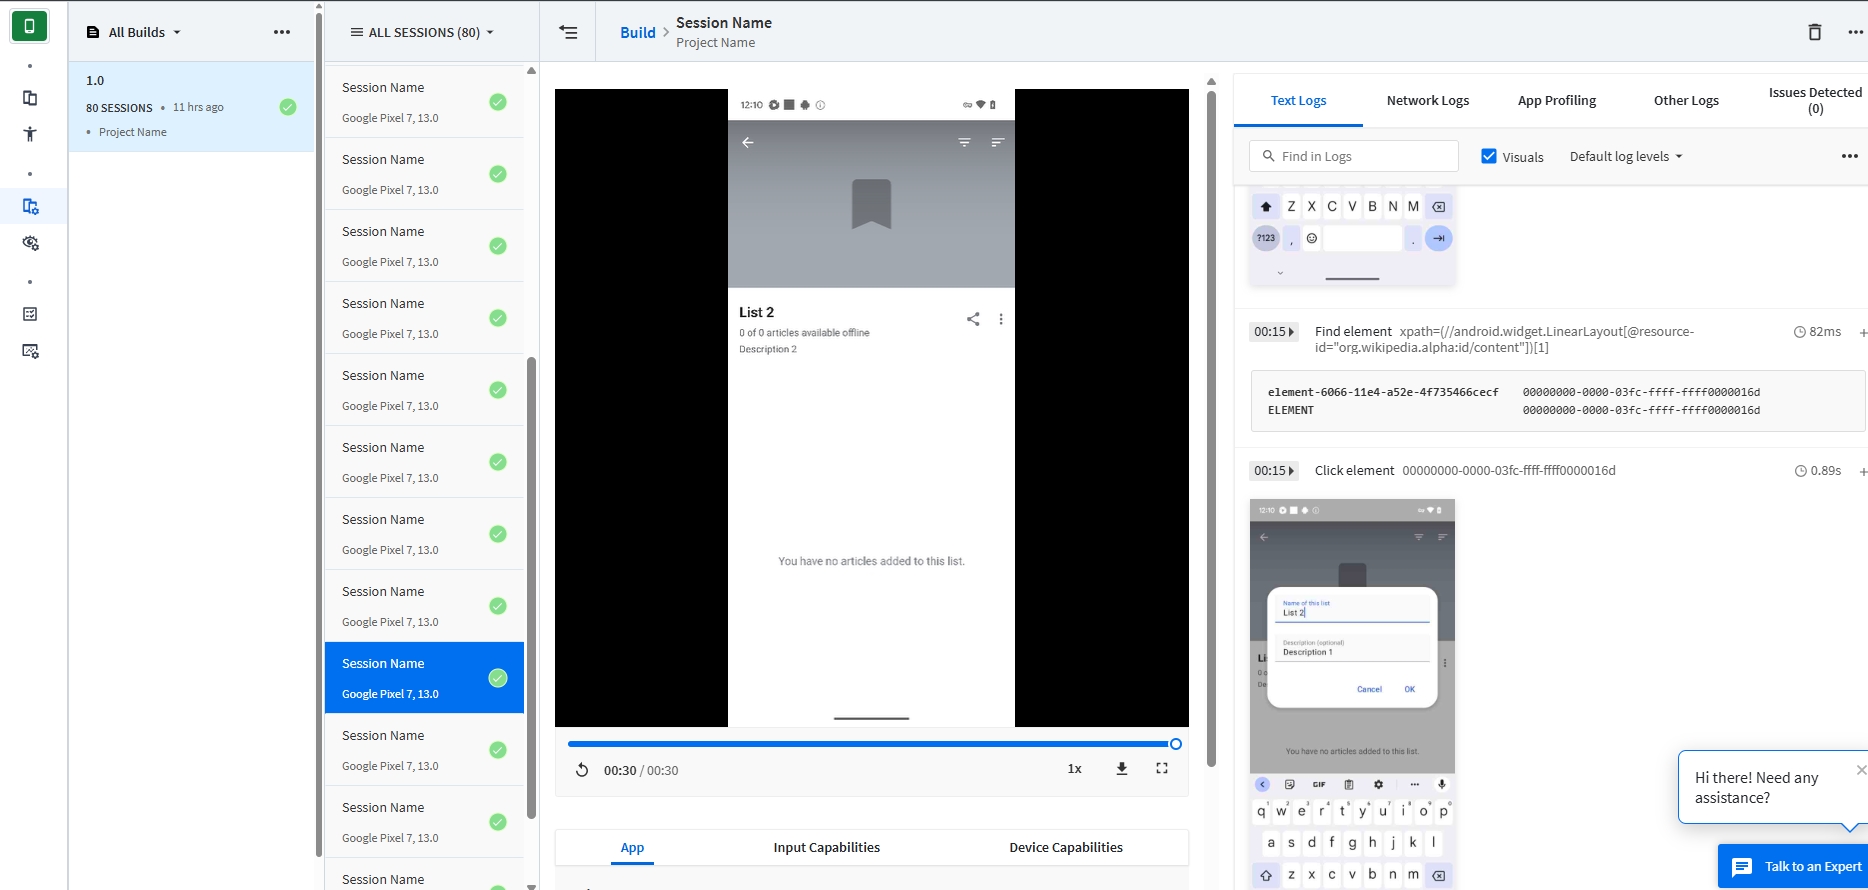 All Builds
1.0
80 SESSIONS • 11 hrs ago
• Project Name
ALL SESSIONS (80)
Session Name
Google Pixel 7, 13.0
Session Name
Google Pixel 7, 13.0
Session Name
Google Pixel 7, 13.0
Session Name
Google Pixel 7, 13.0
Session Name
Google Pixel 7, 13.0
Session Name
Google Pixel 7, 13.0
Session Name
Google Pixel 7, 13.0
Session Name
Google Pixel 7, 13.0
Session Name
Google Pixel 7, 13.0
Session Name
Google Pixel 7, 13.0
Session Name
Google Pixel 7, 13.0
Session Name
Build > Session Name
Project Name
12:10
List 2
0 of 0 articles available offline
Description 2
You have no articles added to this list.
00:30 / 00:30
1x
App
Input Capabilities
Device Capabilities
Text Logs
Network Logs
App Profiling
Other Logs
Issues Detected
(0)
Find in Logs
Visuals
Default log levels
Z X C V B N M
?123 , .
00:15 Find element xpath=(//android.widget.LinearLayout[@resource-
id="org.wikipedia.alpha:id/content"])[1]
82ms
element-6066-11e4-a52e-4f735466cecf 00000000-0000-03fc-ffff-ffff0000016d
ELEMENT 00000000-0000-03fc-ffff-ffff0000016d
00:15 Click element 00000000-0000-03fc-ffff-ffff0000016d
0.89s
12:10
Name of this list
List 2
Description (optional)
Description 1
Li
0 o
De
Cancel OK
You have no articles added to this list.
GIF
q w e r t y u i o p
a s d f g h j k l
z x c v b n m
Hi there! Need any
assistance?
Talk to an Expert